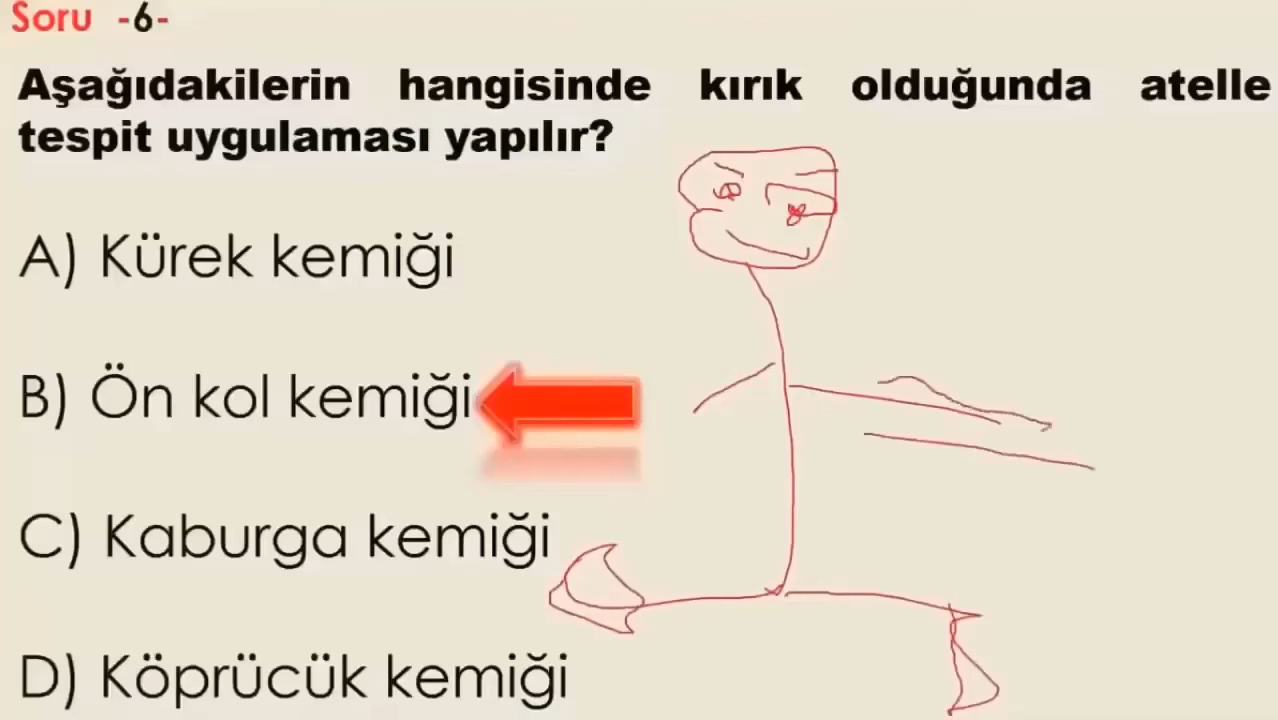 Soru -6-
Aşağıdakilerin hangisinde kırık olduğunda atelle
tespit uygulaması yapılır?
A) Kürek kemiği
B) Ön kol kemiği
C) Kaburga kemiği
D) Köprücük kemiği